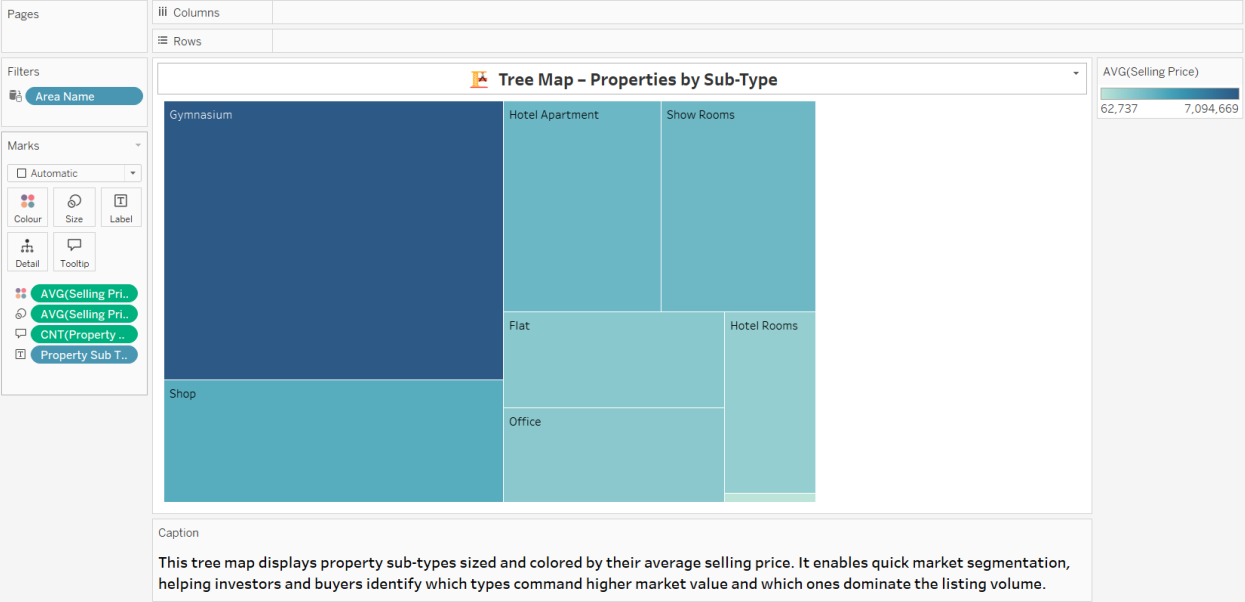 Pages
Columns
Rows
Filters
Area Name
Marks
Automatic
Colour
Size
Label
Detail
Tooltip
AVG(Selling Pri..
AVG(Selling Pri..
CNT(Property ..
Property Sub T..
Tree Map – Properties by Sub-Type
Gymnasium
Hotel Apartment
Show Rooms
Flat
Hotel Rooms
Shop
Office
AVG(Selling Price)
62,737 7,094,669
Caption
This tree map displays property sub-types sized and colored by their average selling price. It enables quick market segmentation,
helping investors and buyers identify which types command higher market value and which ones dominate the listing volume.